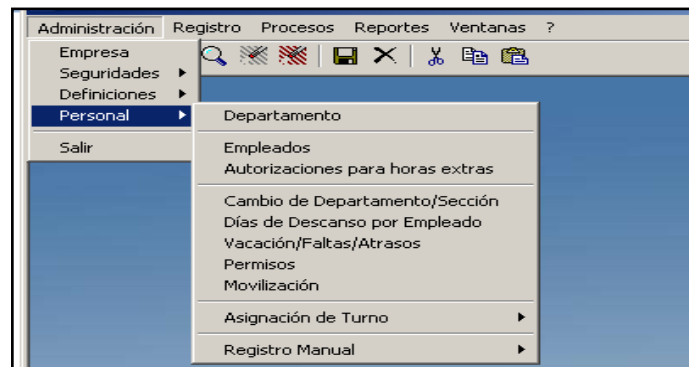 Administración Registro Procesos Reportes Ventanas ?
Empresa
Seguridades
Definiciones
Personal
Salir
Departamento
Empleados
Autorizaciones para horas extras
Cambio de Departamento/Sección
Días de Descanso por Empleado
Vacación/Faltas/Atrasos
Permisos
Movilización
Asignación de Turno
Registro Manual